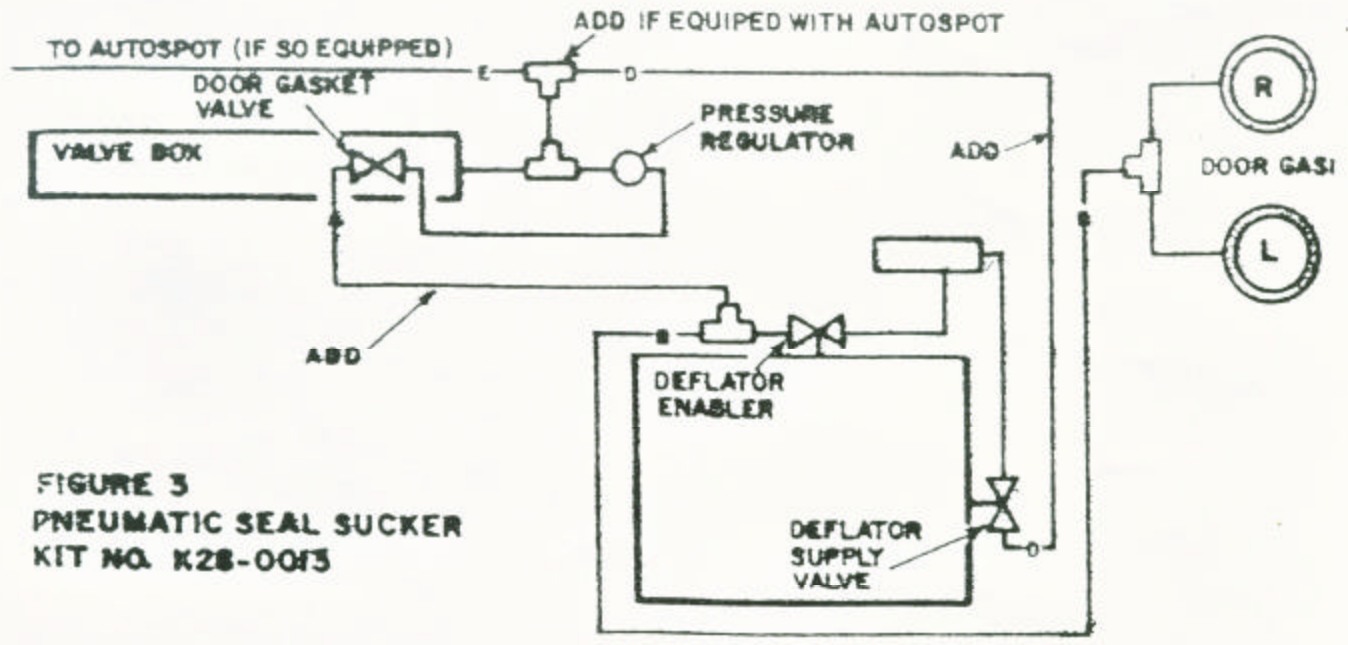 ADD IF EQUIPED WITH AUTOSPOT
TO AUTOSPOT (IF SO EQUIPPED)
E
D
DOOR GASKET
VALVE
PRESSURE
REGULATOR
VALVE BOX
ADD
R
DOOR GASI
L
A
B
ADD
B
DEFLATOR
ENABLER
DEFLATOR
SUPPLY
VALVE
D
FIGURE 3
PNEUMATIC SEAL SUCKER
KIT NO. K28-0013